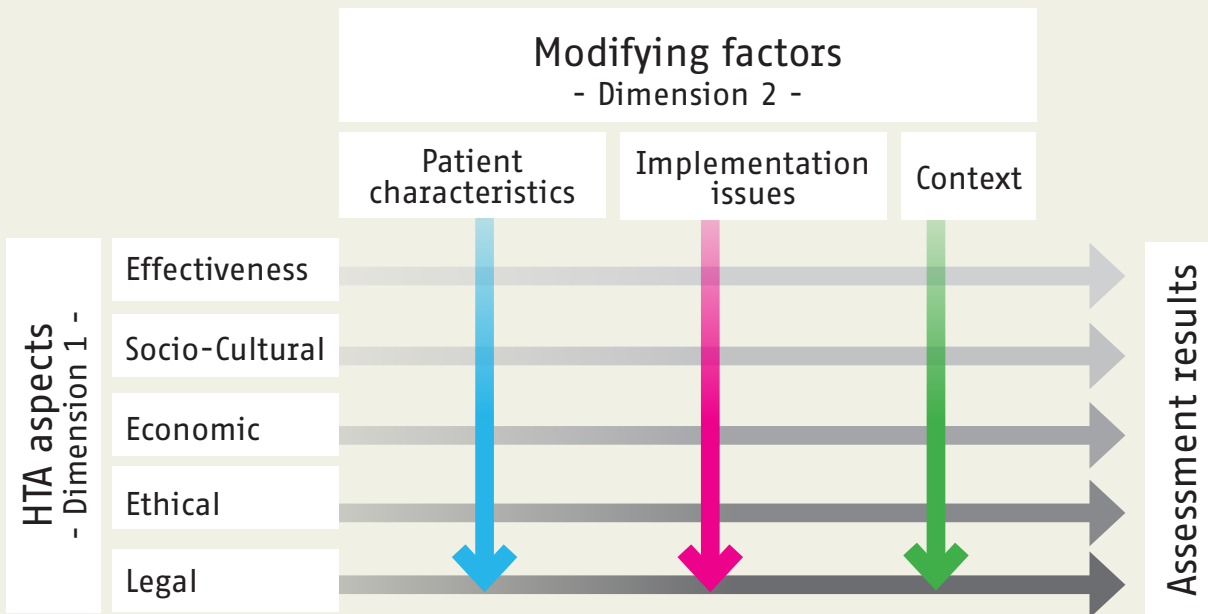 Modifying factors
- Dimension 2 -
Patient
characteristics
Implementation
issues
Context
HTA aspects
- Dimension 1 -
Effectiveness
Socio-Cultural
Economic
Ethical
Legal
Assessment results